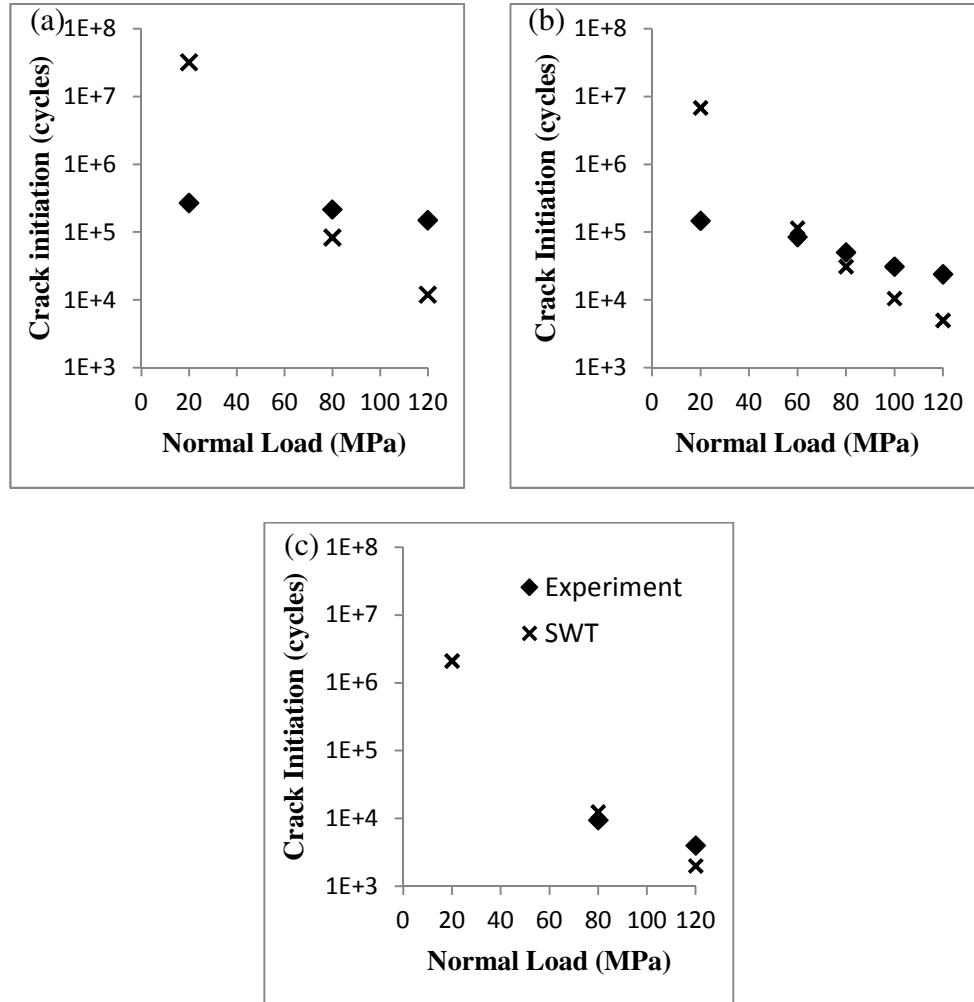 (a)
Crack initiation (cycles)
1E+8
1E+7
1E+6
1E+5
1E+4
1E+3
0 20 40 60 80 100 120
Normal Load (MPa)
(b)
Crack Initiation (cycles)
1E+8
1E+7
1E+6
1E+5
1E+4
1E+3
0 20 40 60 80 100 120
Normal Load (MPa)
(c)
Crack Initiation (cycles)
1E+8
1E+7
1E+6
1E+5
1E+4
1E+3
Experiment
SWT
0 20 40 60 80 100 120
Normal Load (MPa)